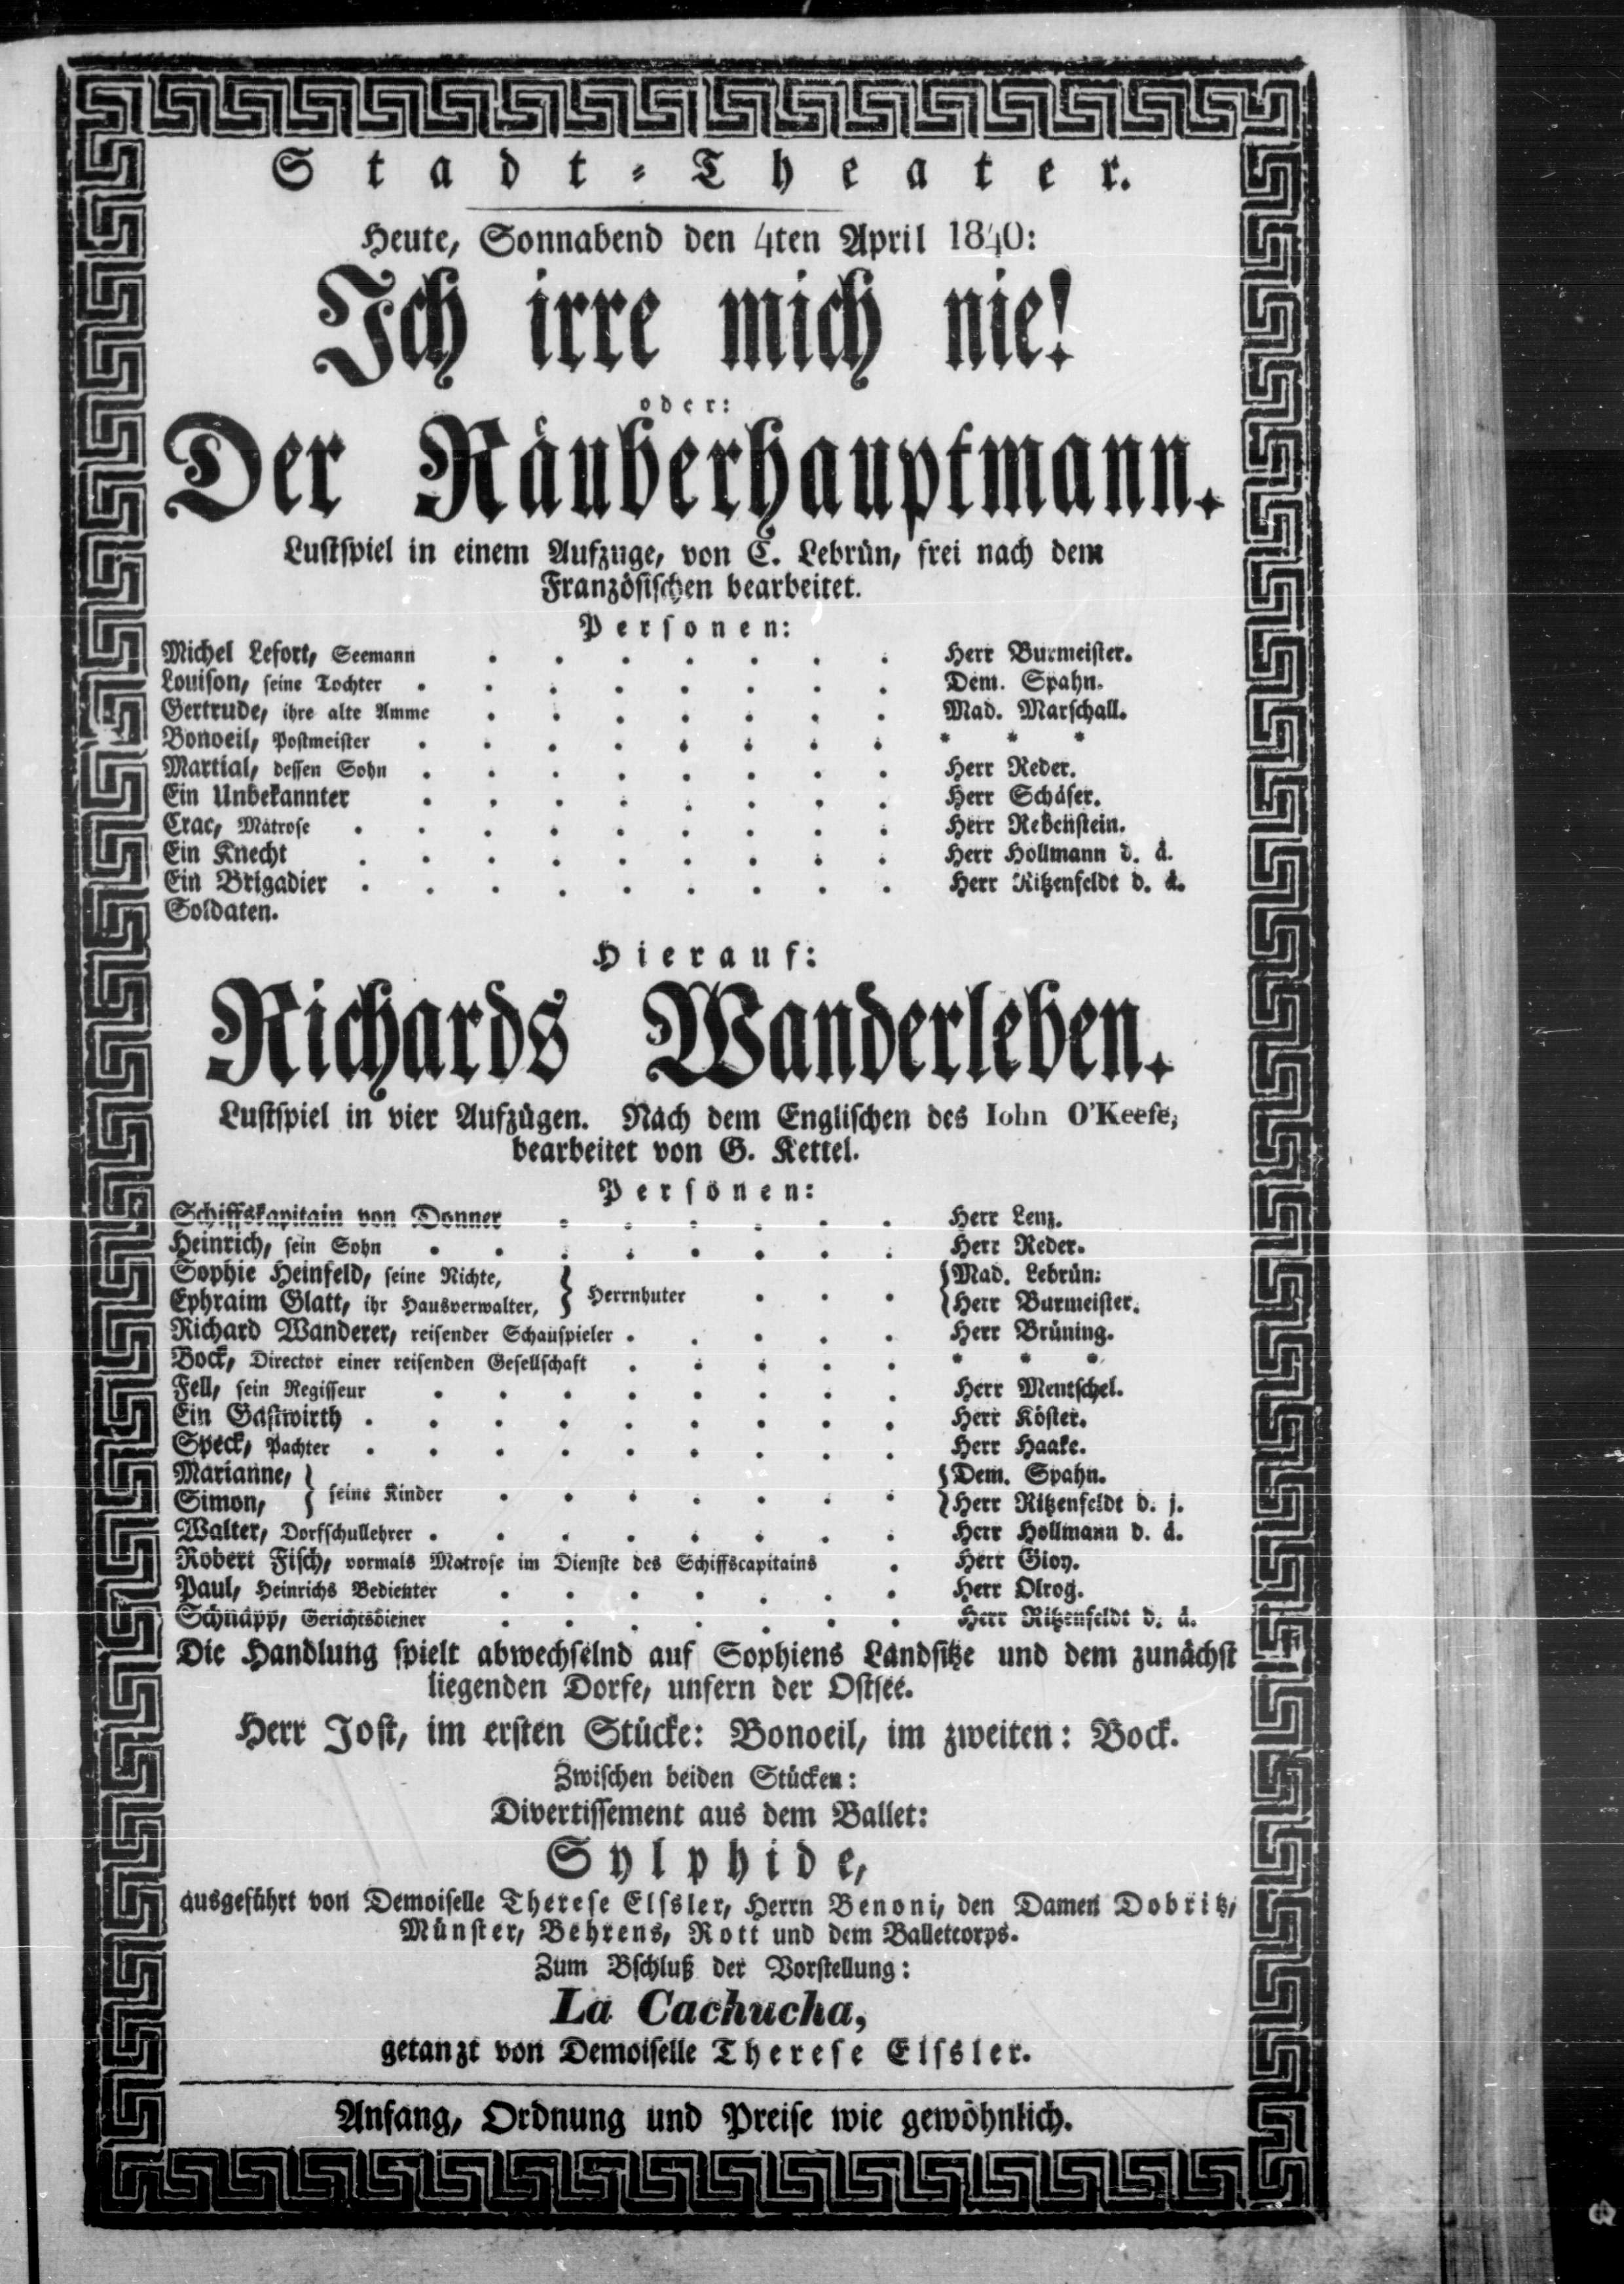 Stadt-Theater.
Heute, Sonnabend den 4ten April 1840:
Ich irre mich nie!
oder:
Der Räuberhauptmann.
Lustspiel in einem Aufzuge, von C. Lebrün, frei nach dem
Französischen bearbeitet.
Personen:
Michel Lefort, Seemann . . . . . . . Herr Burmeister.
Louison, seine Tochter . . . . . . . . Dem. Spahn.
Gertrude, ihre alte Amme . . . . . . . Mad. Marschall.
Bonoeil, Postmeister . . . . . . . . * * *
Martial, dessen Sohn . . . . . . . . Herr Reder.
Ein Unbekannter . . . . . . . . Herr Schäfer.
Crac, Matrose . . . . . . . . . Herr Rebenstein.
Ein Knecht . . . . . . . . . Herr Hollmann d. ä.
Ein Brigadier . . . . . . . . . Herr Ritzenfeldt d. ä.
Soldaten.
Hierauf:
Richards Wanderleben.
Lustspiel in vier Aufzügen. Nach dem Englischen des Iohn O'Keefe,
bearbeitet von G. Kettel.
Personen:
Schiffskapitain von Donner . . . . . . Herr Lenz.
Heinrich, sein Sohn . . . . . . . . Herr Reder.
Sophie Heinfeld, seine Nichte, } Herrnhuter . . . { Mad. Lebrün.
Ephraim Glatt, ihr Hausverwalter, } { Herr Burmeister.
Richard Wanderer, reisender Schauspieler . . . . . Herr Brüning.
Bock, Director einer reisenden Gesellschaft . . . . . * * *
Fell, sein Regisseur . . . . . . . . Herr Mentschel.
Ein Gastwirth . . . . . . . . . Herr Köster.
Speck, Pachter . . . . . . . . . Herr Haake.
Marianne, } seine Kinder . . . . . . . { Dem. Spahn.
Simon, } { Herr Ritzenfeldt d. j.
Walter, Dorfschullehrer . . . . . . . . Herr Hollmann d. ä.
Robert Fisch, vormals Matrose im Dienste des Schiffscapitains . Herr Gloy.
Paul, Heinrichs Bedienter . . . . . . . Herr Olrog.
Schnapp, Gerichtsdiener . . . . . . . Herr Ritzenfeldt d. ä.
Die Handlung spielt abwechselnd auf Sophiens Landsitze und dem zunächst
liegenden Dorfe, unfern der Ostsee.
Herr Jost, im ersten Stücke: Bonoeil, im zweiten: Bock.
Zwischen beiden Stücken:
Divertissement aus dem Ballet:
Sylphide,
ausgeführt von Demoiselle Therese Elssler, Herrn Benoni, den Damen Dobritz,
Münster, Behrens, Rott und dem Balletcorps.
Zum Bschluß der Vorstellung:
La Cachucha,
getanzt von Demoiselle Therese Elssler.
Anfang, Ordnung und Preise wie gewöhnlich.